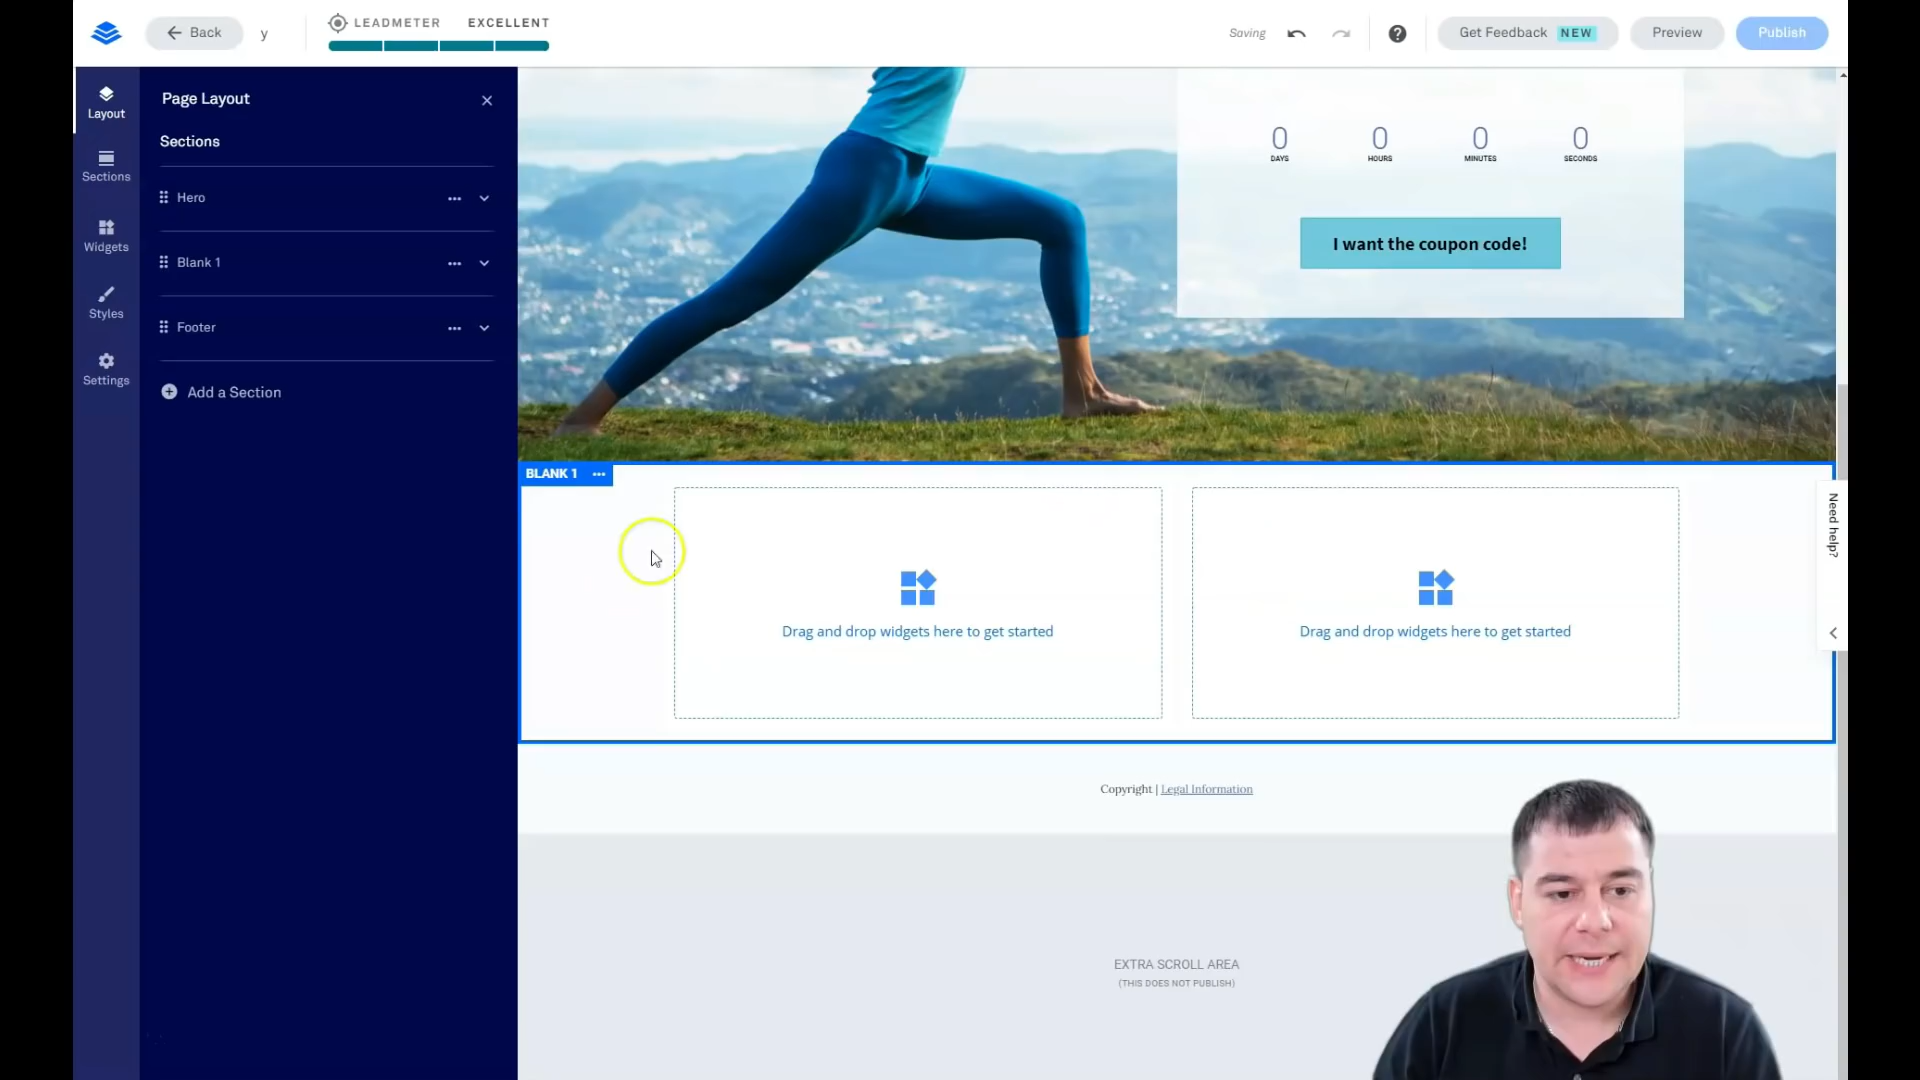 Back
y
LEADMETER EXCELLENT
Saving
Get Feedback NEW
Preview
Publish
Layout
Sections
Widgets
Styles
Settings
Page Layout
Sections
Hero
Blank 1
Footer
Add a Section
0 0 0 0
DAYS HOURS MINUTES SECONDS
I want the coupon code!
BLANK 1
Drag and drop widgets here to get started
Drag and drop widgets here to get started
Need help?
Copyright | Legal Information
EXTRA SCROLL AREA
(THIS DOES NOT PUBLISH)